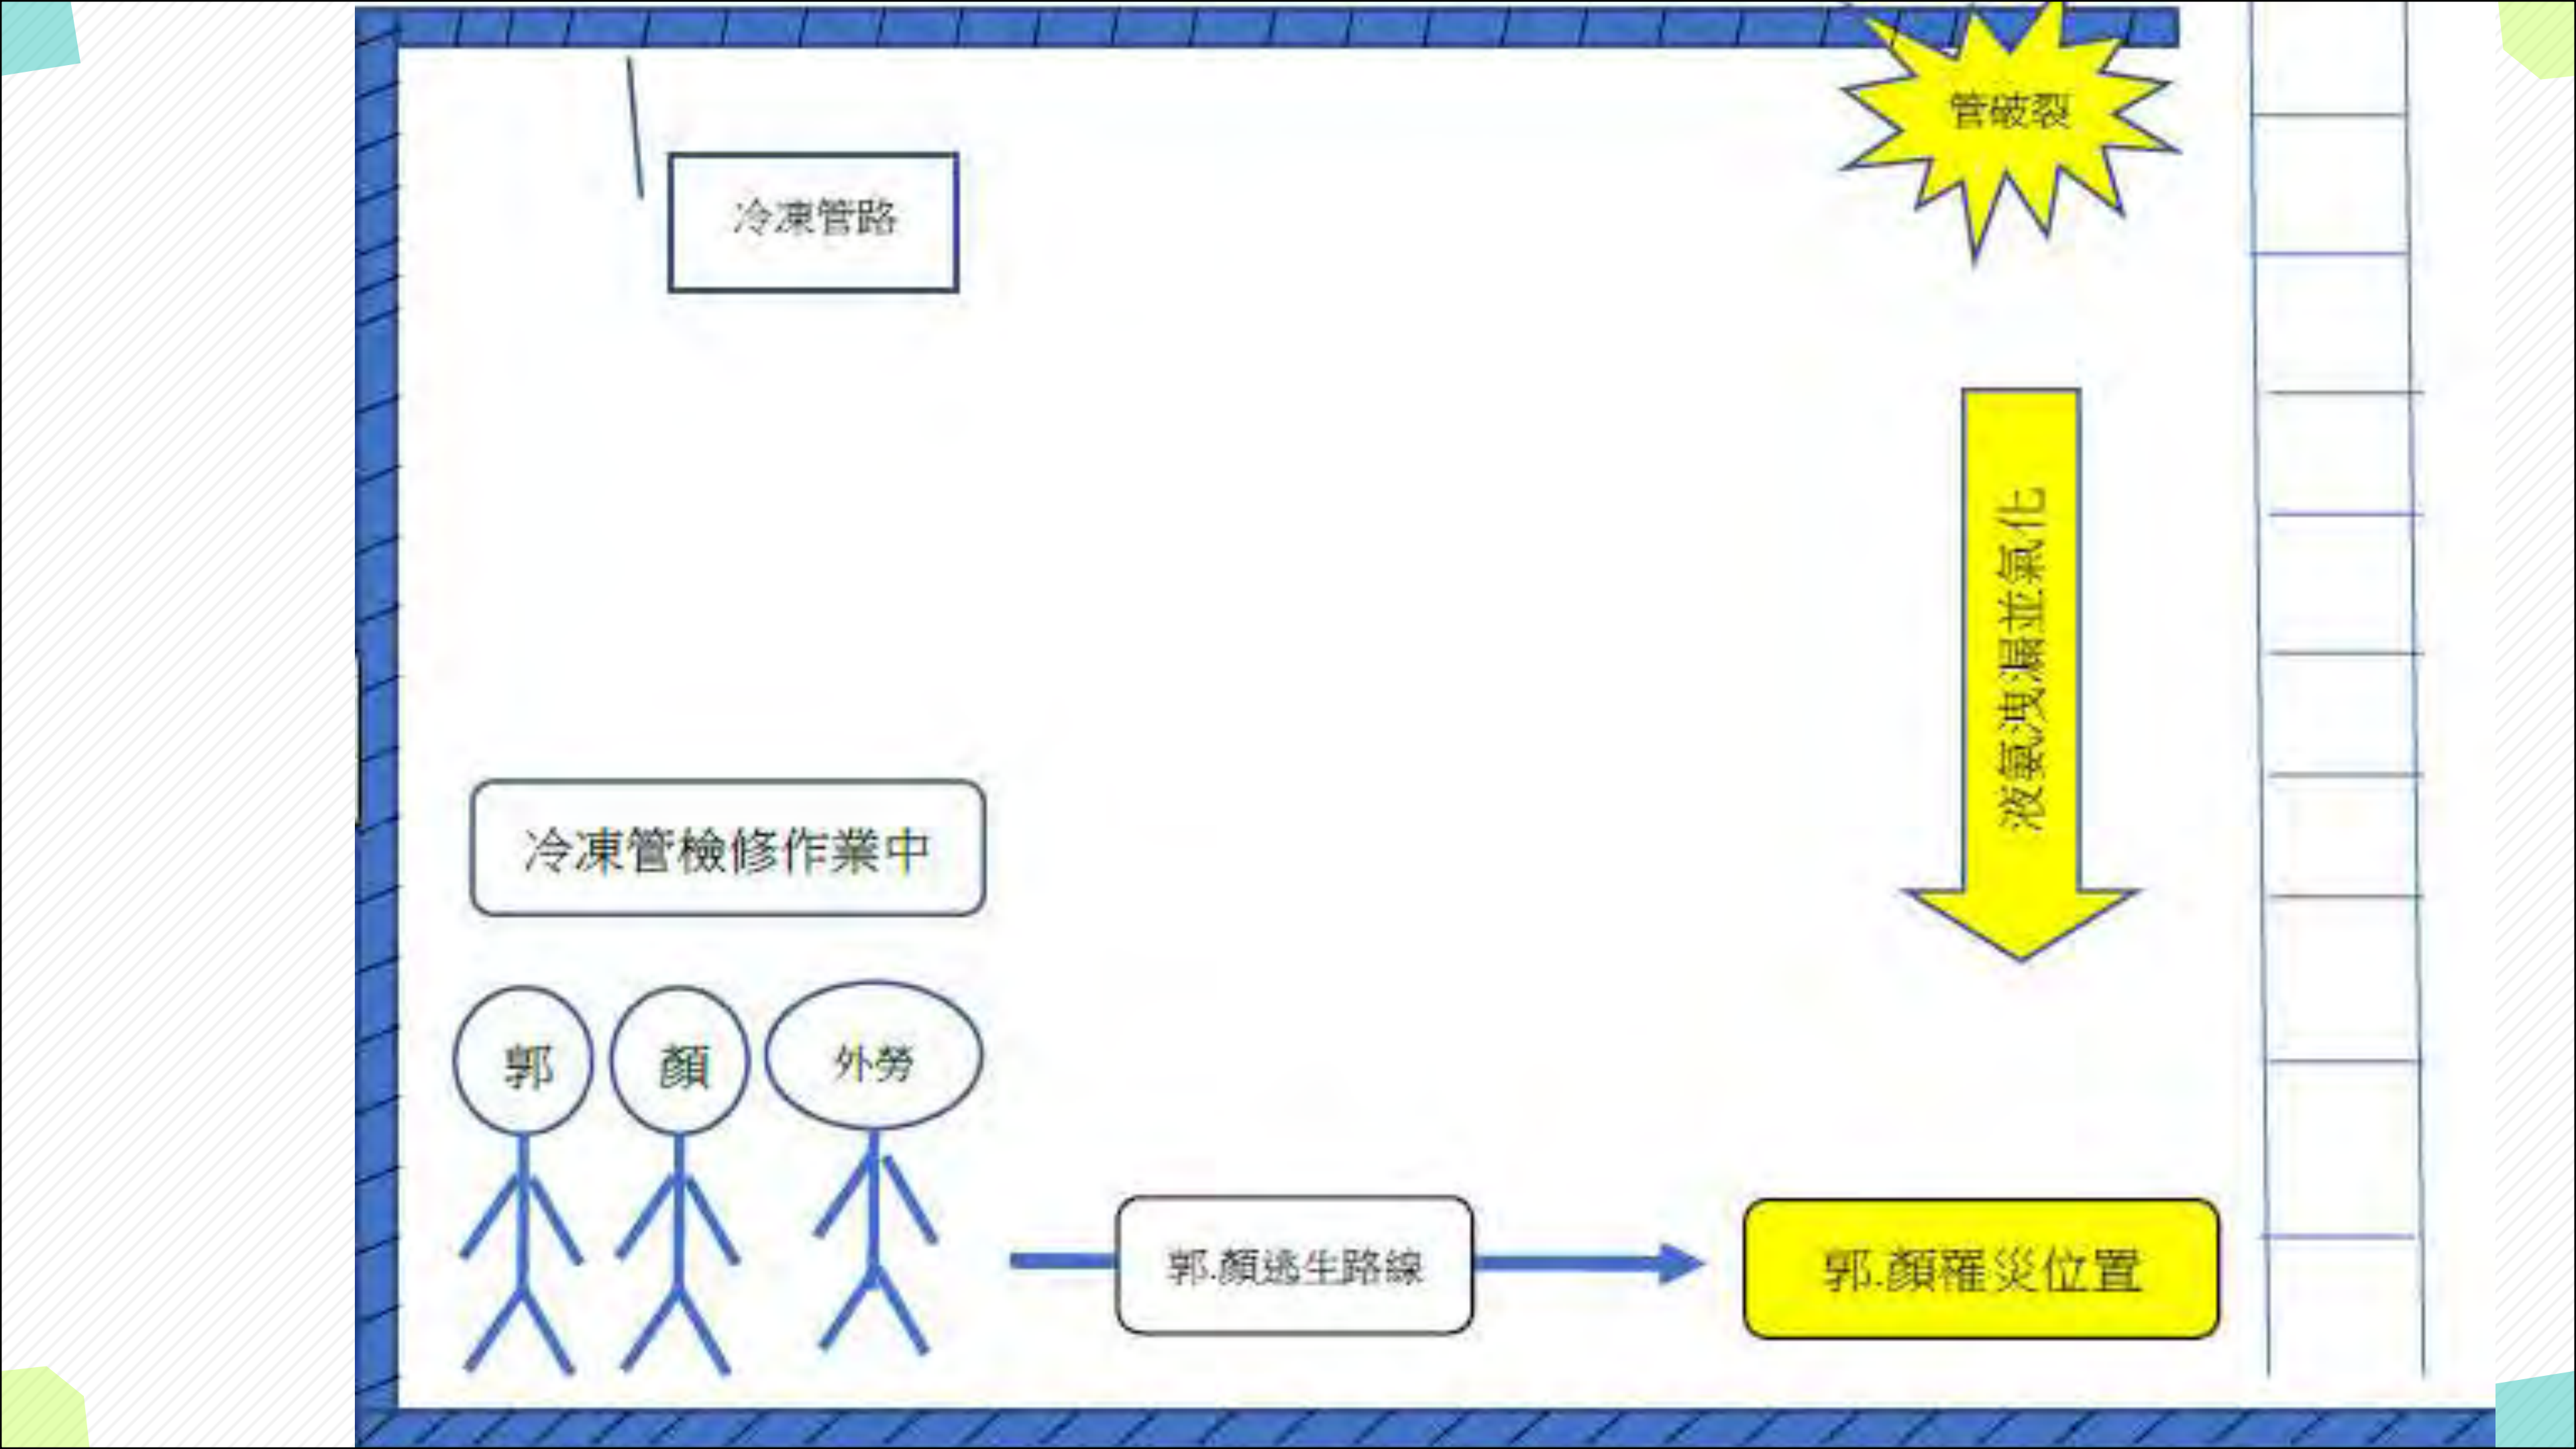 管破裂
冷凍管路
液氨洩漏並氣化
冷凍管檢修作業中
郭
顏
外勞
郭.顏逃生路線
郭.顏罹災位置